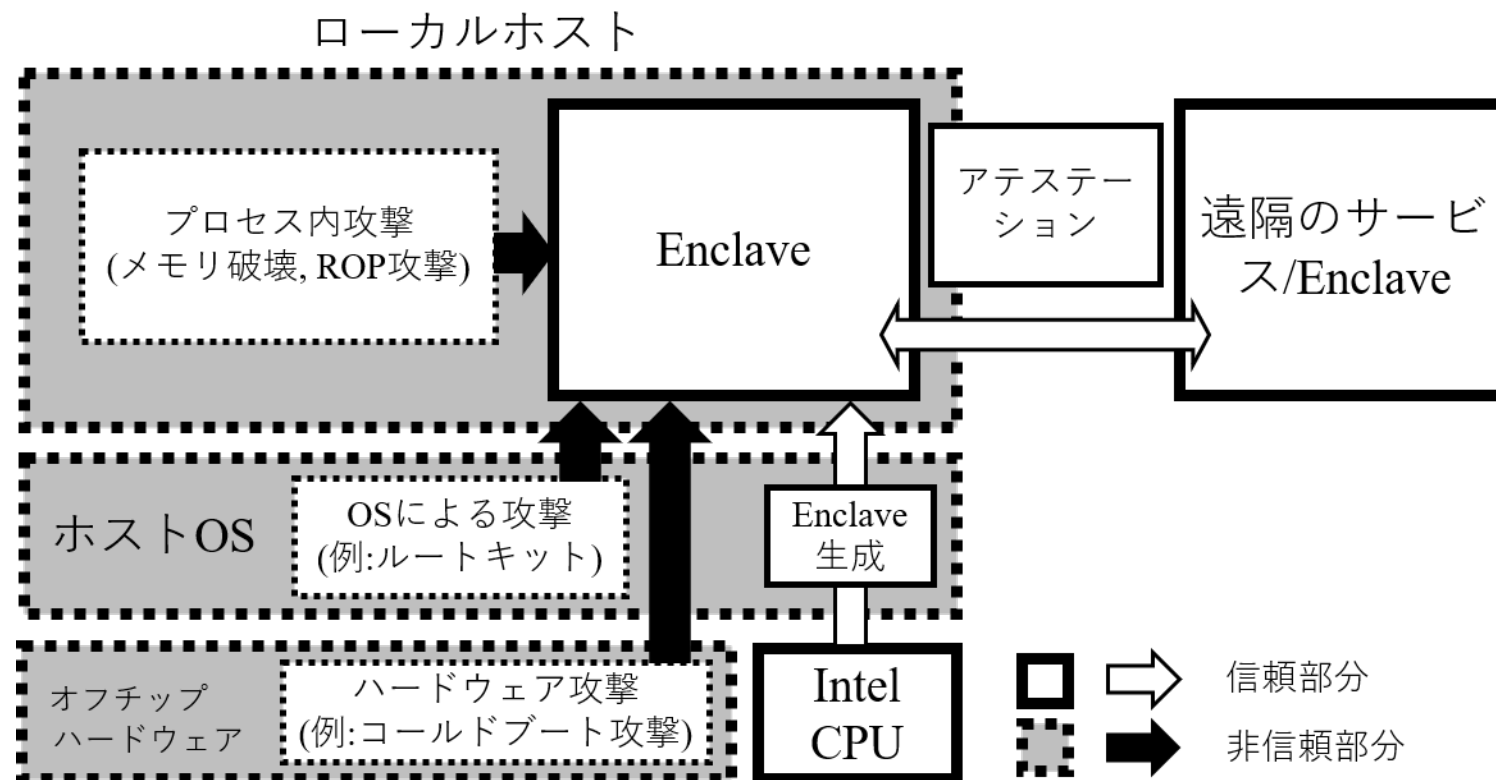 ローカルホスト
プロセス内攻撃
(メモリ破壊, ROP攻撃)
Enclave
アテステー
ション
遠隔のサービ
ス/Enclave
ホストOS
OSによる攻撃
(例:ルートキット)
Enclave
生成
オフチップ
ハードウェア
ハードウェア攻撃
(例:コールドブート攻撃)
Intel
CPU
信頼部分
非信頼部分